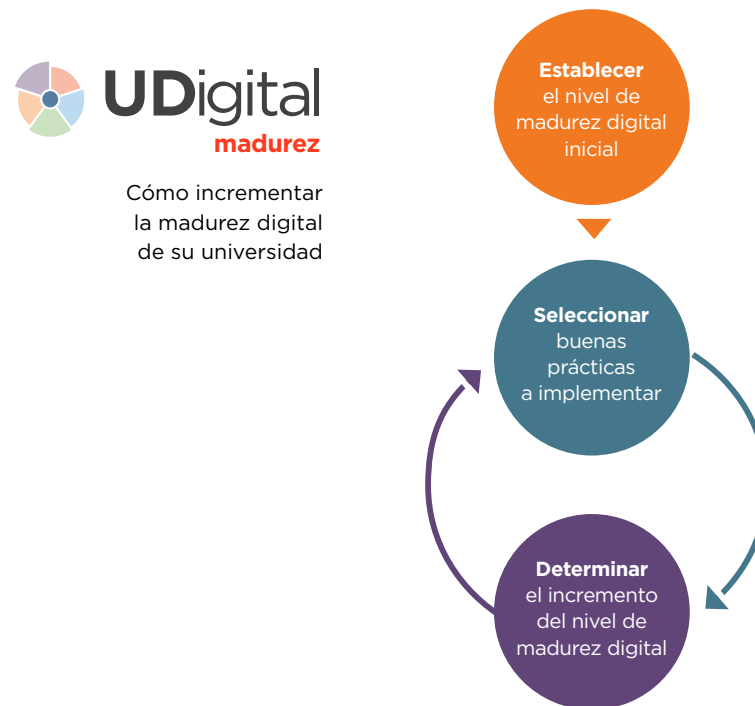 UDigital
madurez
Cómo incrementar
la madurez digital
de su universidad
Establecer
el nivel de
madurez digital
inicial
Seleccionar
buenas
prácticas
a implementar
Determinar
el incremento
del nivel de
madurez digital